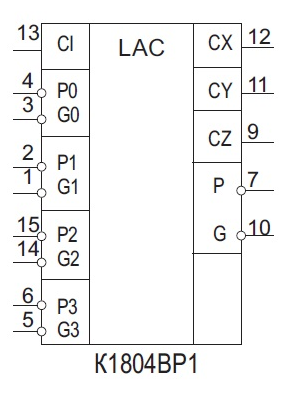 13 CI LAC CX 12
4 P0 CY 11
3 G0
CZ 9
2 P1
1 G1 P 7
15 P2 G 10
14 G2
6 P3
5 G3
К1804ВР1